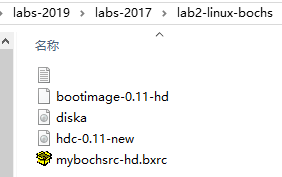 labs-2019 > labs-2017 > lab2-linux-bochs
名称
bootimage-0.11-hd
diska
hdc-0.11-new
mybochsrc-hd.bxrc